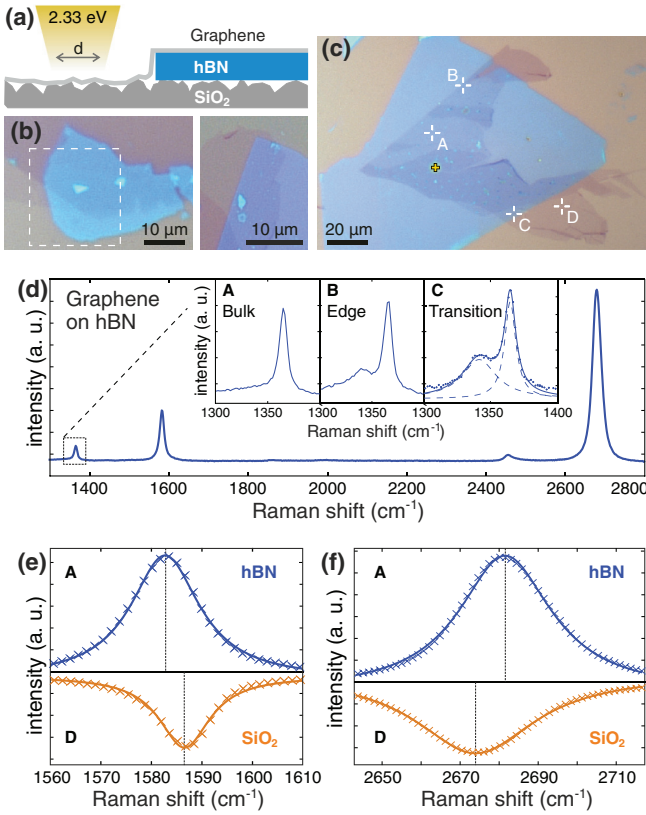 (a)
2.33 eV
d
Graphene
hBN
SiO₂
(b)
10 µm
10 µm
(c)
B
A
C
D
20 µm
(d)
Graphene
on hBN
intensity (a. u.)
intensity (a. u.)
A
Bulk
B
Edge
C
Transition
1300 1350 1300 1350 1300 1350 1400
Raman shift (cm⁻¹)
1400 1600 1800 2000 2200 2400 2600 2800
Raman shift (cm⁻¹)
(e)
A
hBN
D
SiO₂
intensity (a. u.)
1560 1570 1580 1590 1600 1610
Raman shift (cm⁻¹)
(f)
A
hBN
D
SiO₂
intensity (a. u.)
2650 2670 2690 2710
Raman shift (cm⁻¹)